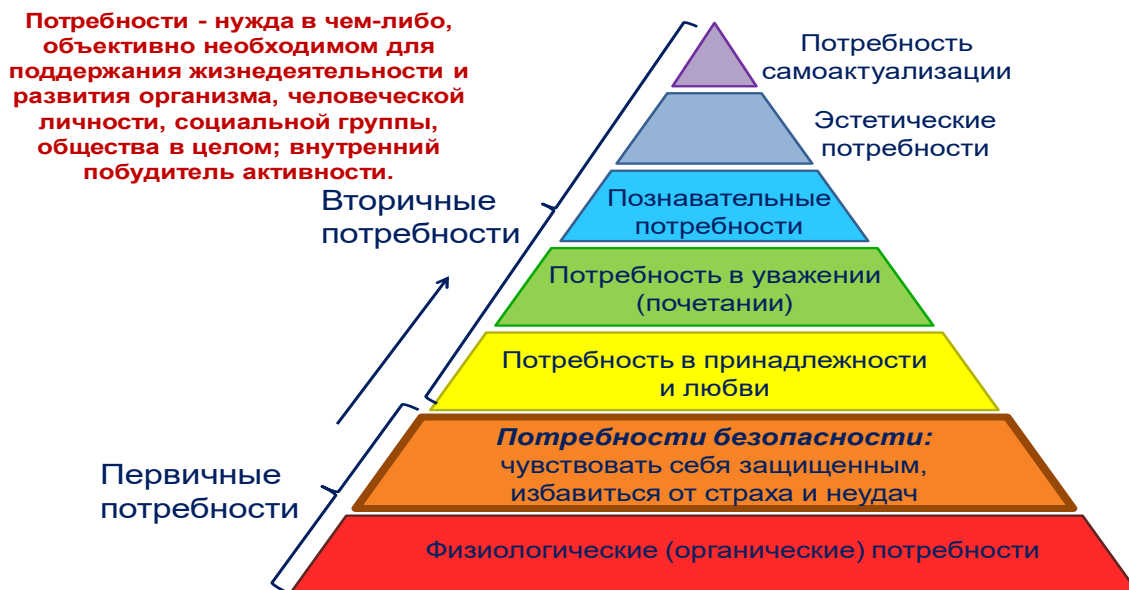 Потребности - нужда в чем-либо,
объективно необходимом для
поддержания жизнедеятельности и
развития организма, человеческой
личности, социальной группы,
общества в целом; внутренний
побудитель активности.
Потребность
самоактуализации
Эстетические
потребности
Вторичные
потребности
Познавательные
потребности
Потребность в уважении
(почетании)
Потребность в принадлежности
и любви
Первичные
потребности
Потребности безопасности:
чувствовать себя защищенным,
избавиться от страха и неудач
Физиологические (органические) потребности